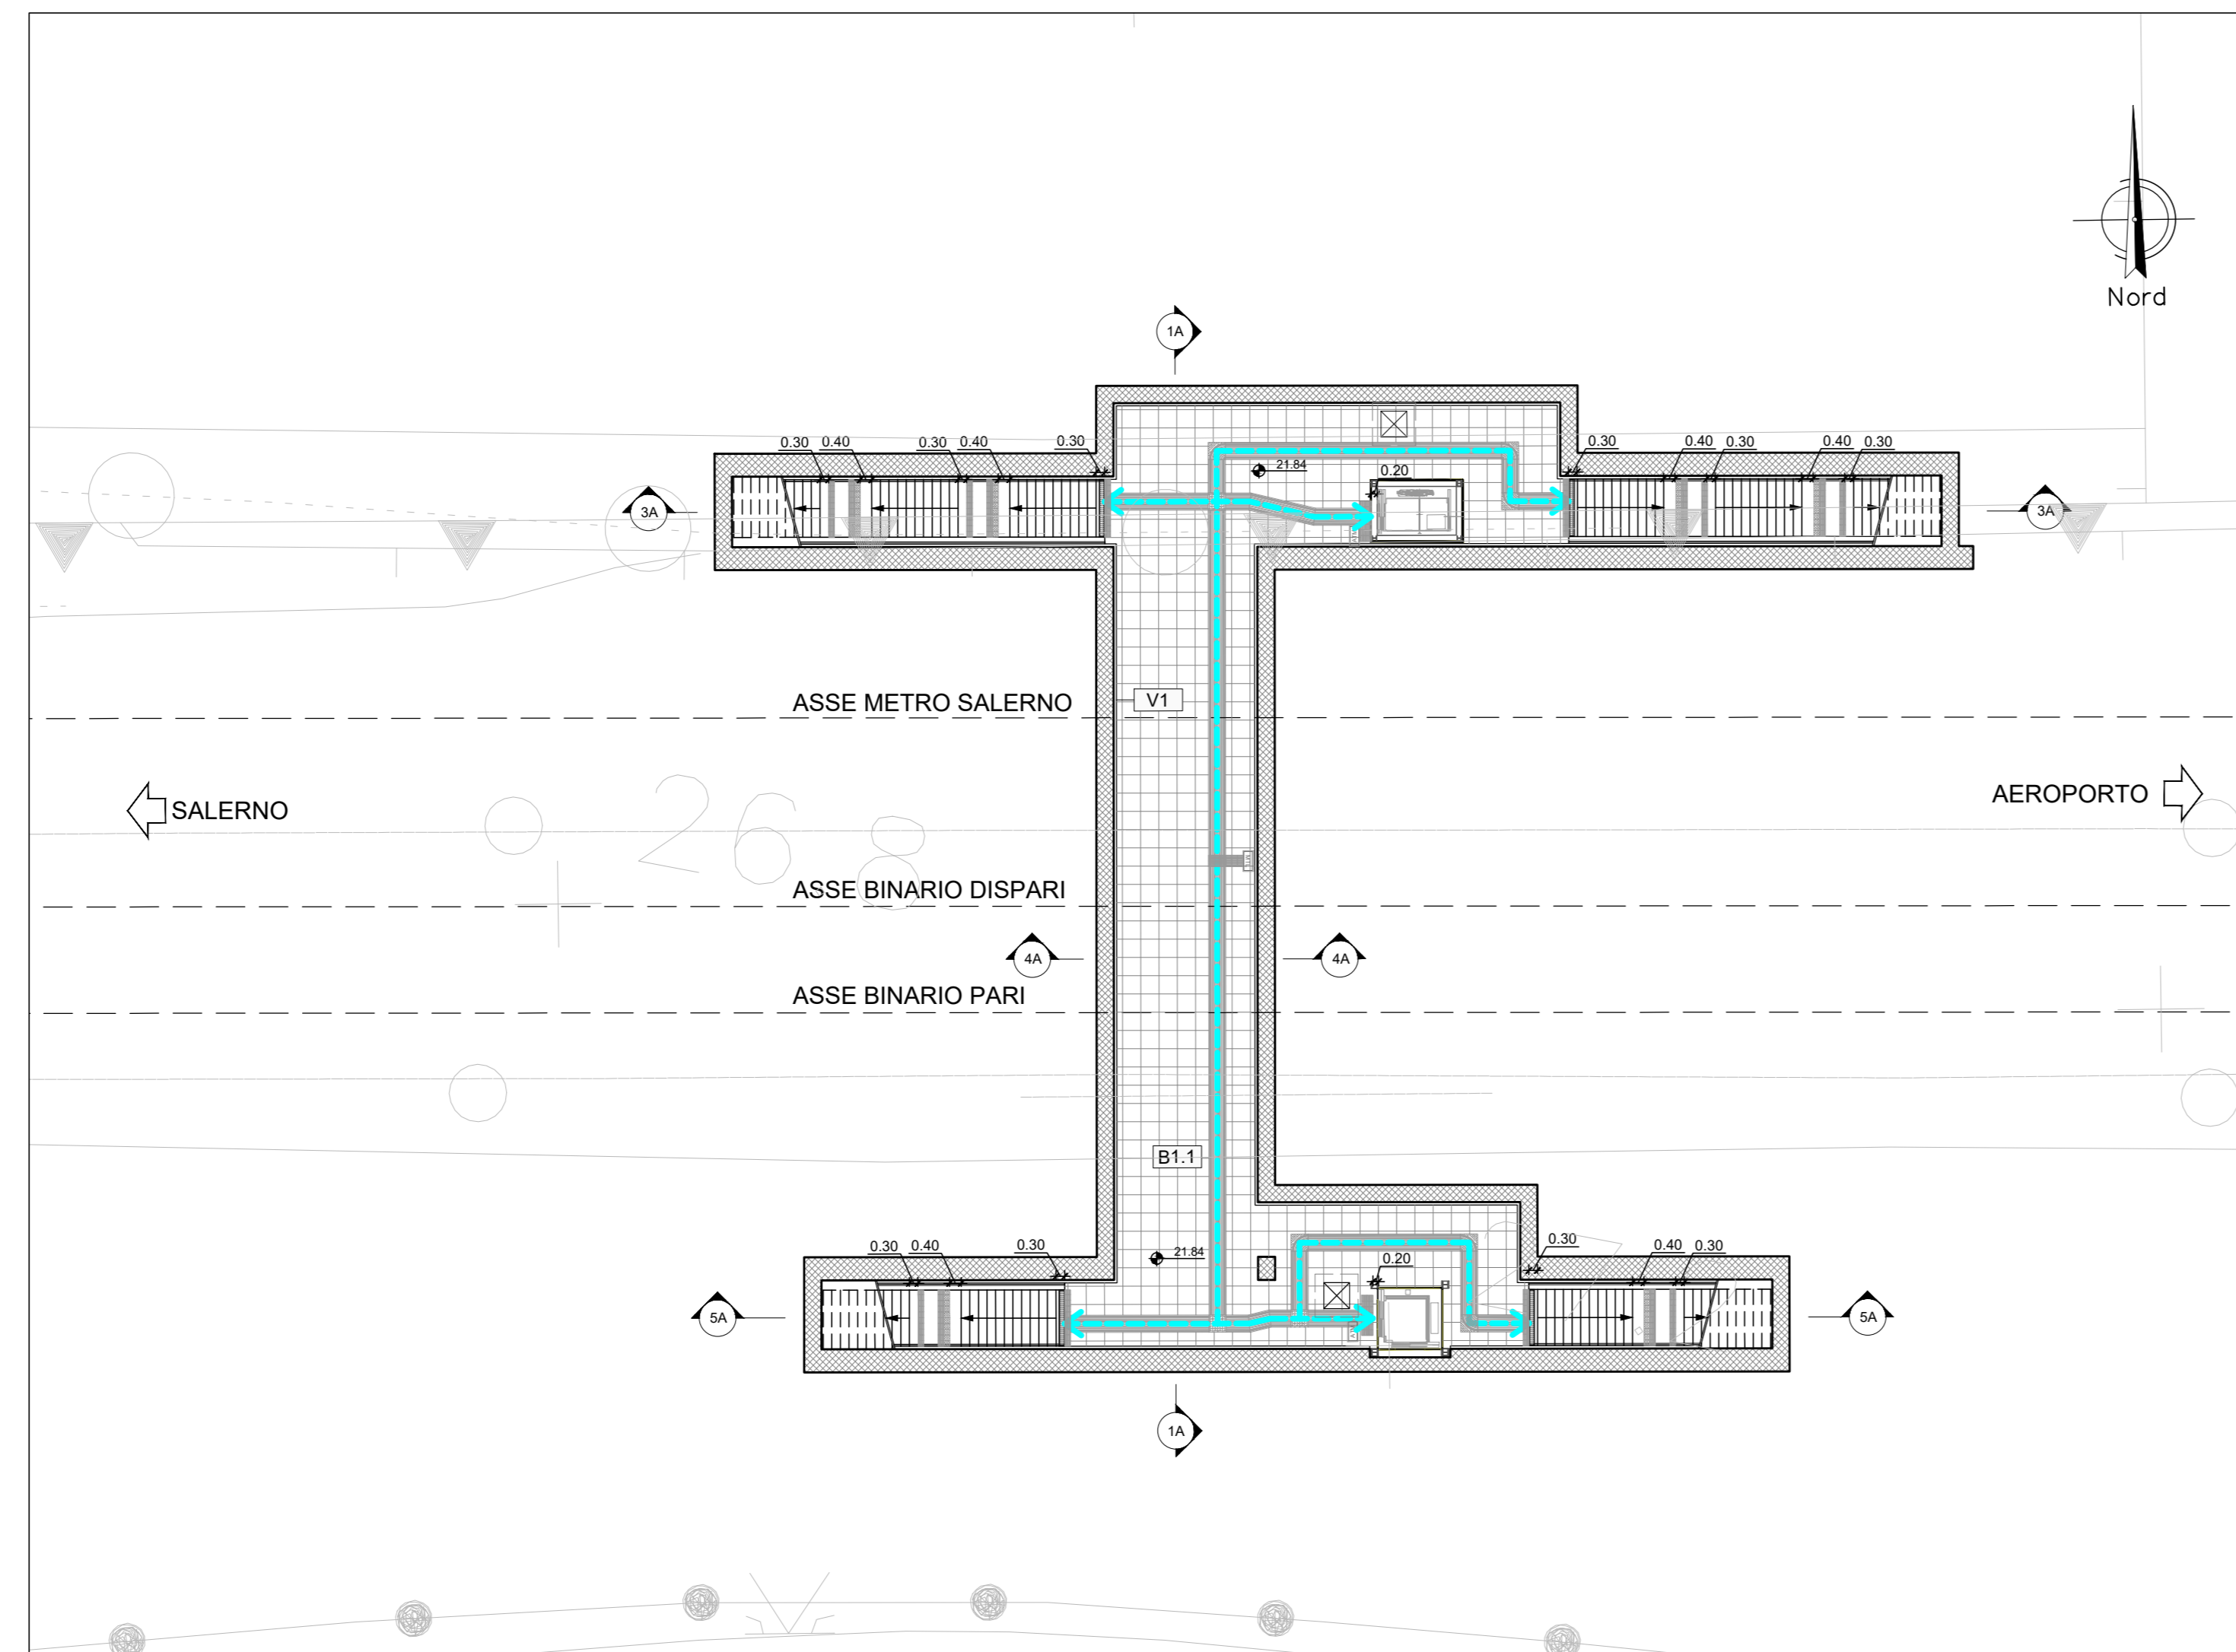 Nord
1A
0.30 0.40 0.30 0.40 0.30
0.30 0.40 0.30 0.40 0.30
21.84
0.20
3A
3A
ASSE METRO SALERNO
V1
SALERNO
AEROPORTO
268
ASSE BINARIO DISPARI
4A
4A
ASSE BINARIO PARI
B1.1
0.30 0.40 0.30
21.84
0.20
0.30 0.40 0.30
5A
5A
1A